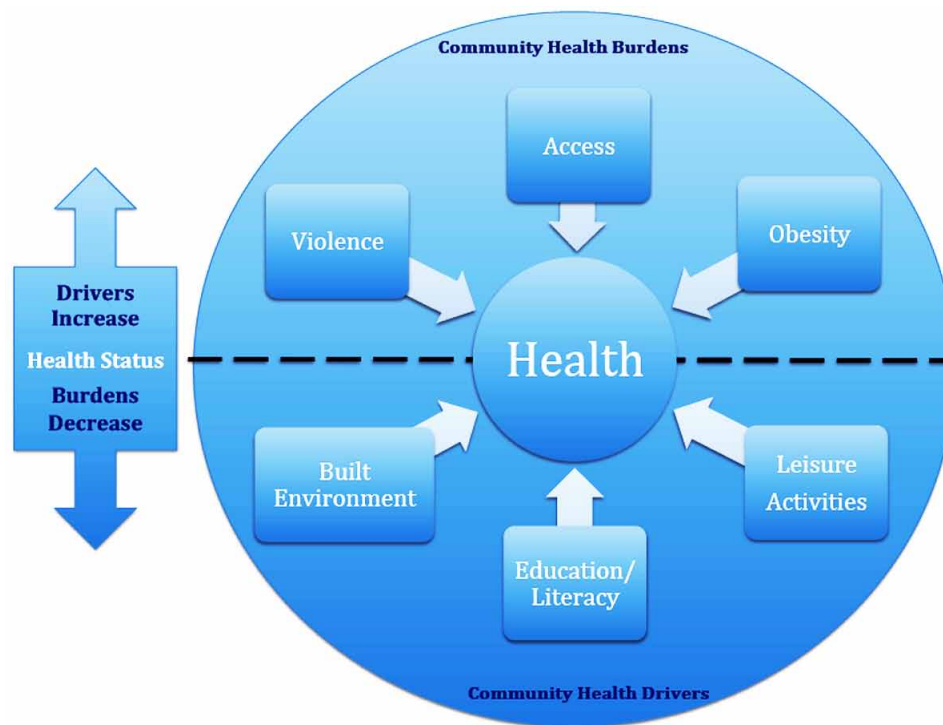 Community Health Burdens
Access
Violence
Obesity
Drivers
Increase
Health Status
Burdens
Decrease
Health
Built
Environment
Leisure
Activities
Education/
Literacy
Community Health Drivers